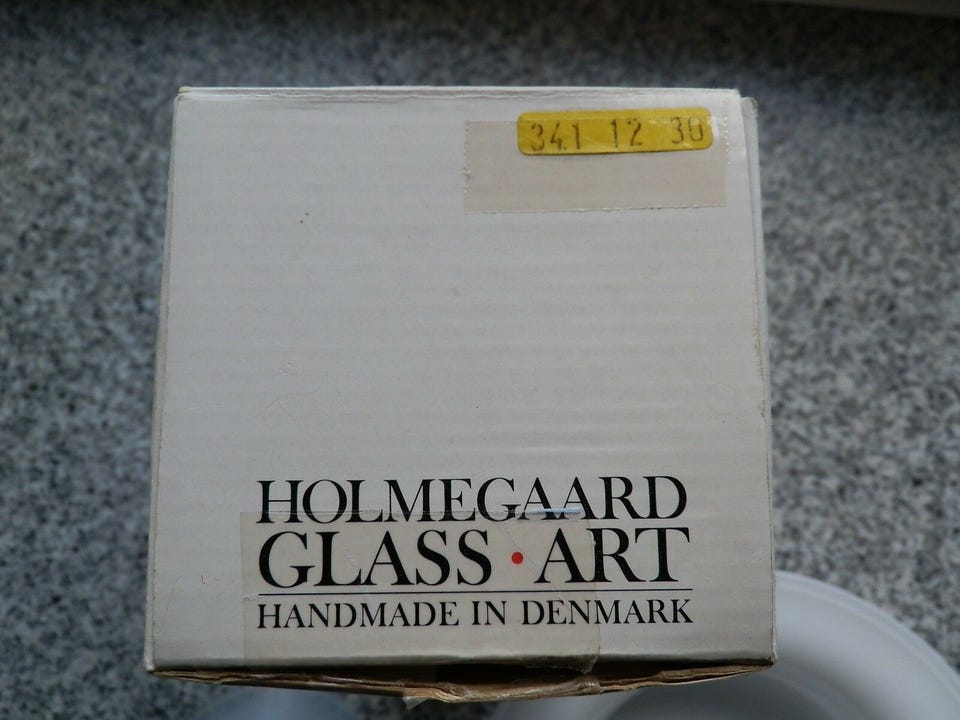 341 12 30
HOLMEGAARD
GLASS • ART
HANDMADE IN DENMARK